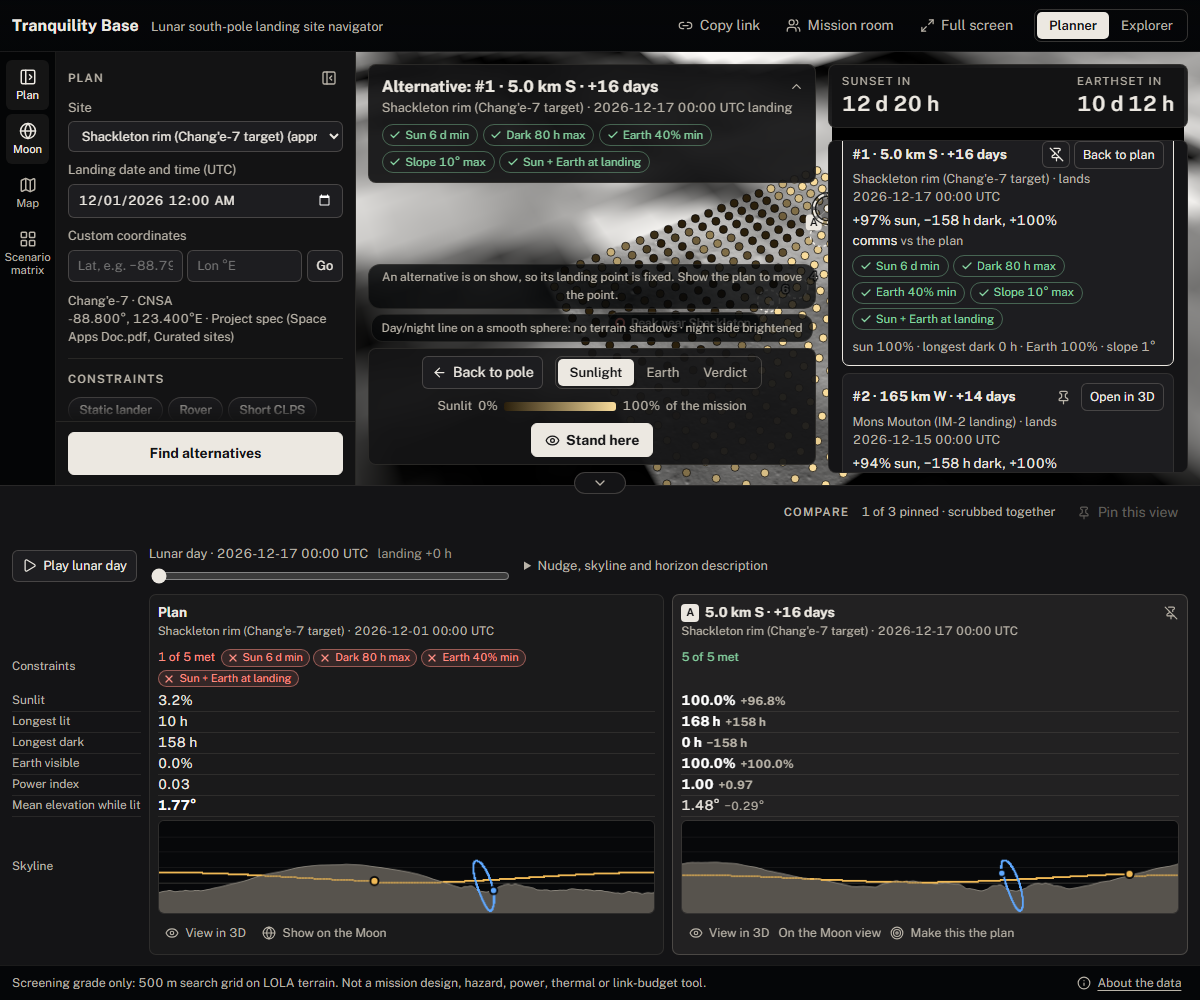 Tranquility Base Lunar south-pole landing site navigator
Copy link Mission room Full screen Planner Explorer
Plan
Moon
Map
Scenario
matrix
PLAN
Site
Shackleton rim (Chang'e-7 target) (appr
Landing date and time (UTC)
12/01/2026 12:00 AM
Custom coordinates
Lat, e.g. -88.79 Lon °E Go
Chang'e-7 · CNSA
-88.800°, 123.400°E · Project spec (Space
Apps Doc.pdf, Curated sites)
CONSTRAINTS
Static lander Rover Short CLPS
Find alternatives
Alternative: #1 · 5.0 km S · +16 days
Shackleton rim (Chang'e-7 target) · 2026-12-17 00:00 UTC landing
Sun 6 d min Dark 80 h max Earth 40% min
Slope 10° max Sun + Earth at landing
A
An alternative is on show, so its landing point is fixed. Show the plan to move
the point.
Day/night line on a smooth sphere: no terrain shadows · night side brightened
Back to pole Sunlight Earth Verdict
Sunlit 0% 100% of the mission
Stand here
SUNSET IN EARTHSET IN
12 d 20 h 10 d 12 h
#1 · 5.0 km S · +16 days Back to plan
Shackleton rim (Chang'e-7 target) · lands
2026-12-17 00:00 UTC
+97% sun, −158 h dark, +100%
comms vs the plan
Sun 6 d min Dark 80 h max
Earth 40% min Slope 10° max
Sun + Earth at landing
sun 100% · longest dark 0 h · Earth 100% · slope 1°
#2 · 165 km W · +14 days Open in 3D
Mons Mouton (IM-2 landing) · lands
2026-12-15 00:00 UTC
+94% sun, −158 h dark, +100%
COMPARE 1 of 3 pinned · scrubbed together Pin this view
Play lunar day
Lunar day · 2026-12-17 00:00 UTC landing +0 h
Nudge, skyline and horizon description
Plan
Shackleton rim (Chang'e-7 target) · 2026-12-01 00:00 UTC
A 5.0 km S · +16 days
Shackleton rim (Chang'e-7 target) · 2026-12-17 00:00 UTC
Constraints 1 of 5 met Sun 6 d min Dark 80 h max Earth 40% min
Sun + Earth at landing
5 of 5 met
Sunlit 3.2% 100.0% +96.8%
Longest lit 10 h 168 h +158 h
Longest dark 158 h 0 h −158 h
Earth visible 0.0% 100.0% +100.0%
Power index 0.03 1.00 +0.97
Mean elevation while lit 1.77° 1.48° −0.29°
Skyline
View in 3D Show on the Moon
View in 3D On the Moon view Make this the plan
Screening grade only: 500 m search grid on LOLA terrain. Not a mission design, hazard, power, thermal or link-budget tool.
About the data